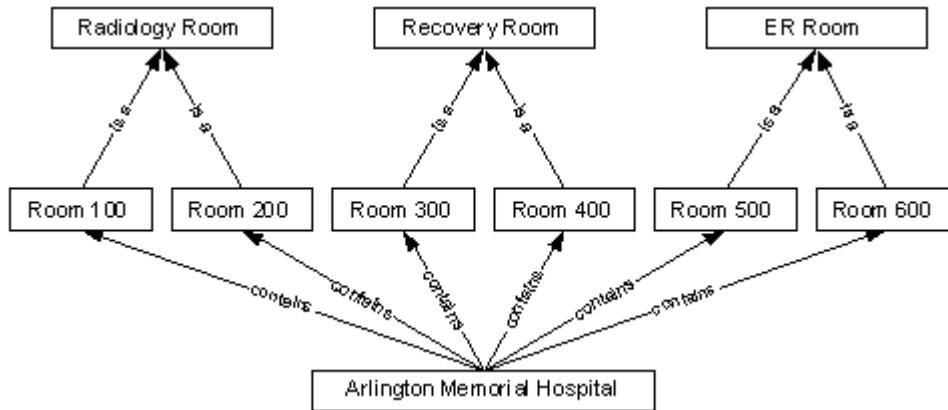 Radiology Room
Recovery Room
ER Room
is a
is a
is a
is a
is a
is a
Room 100
Room 200
Room 300
Room 400
Room 500
Room 600
contains
contains
contains
contains
contains
contains
Arlington Memorial Hospital